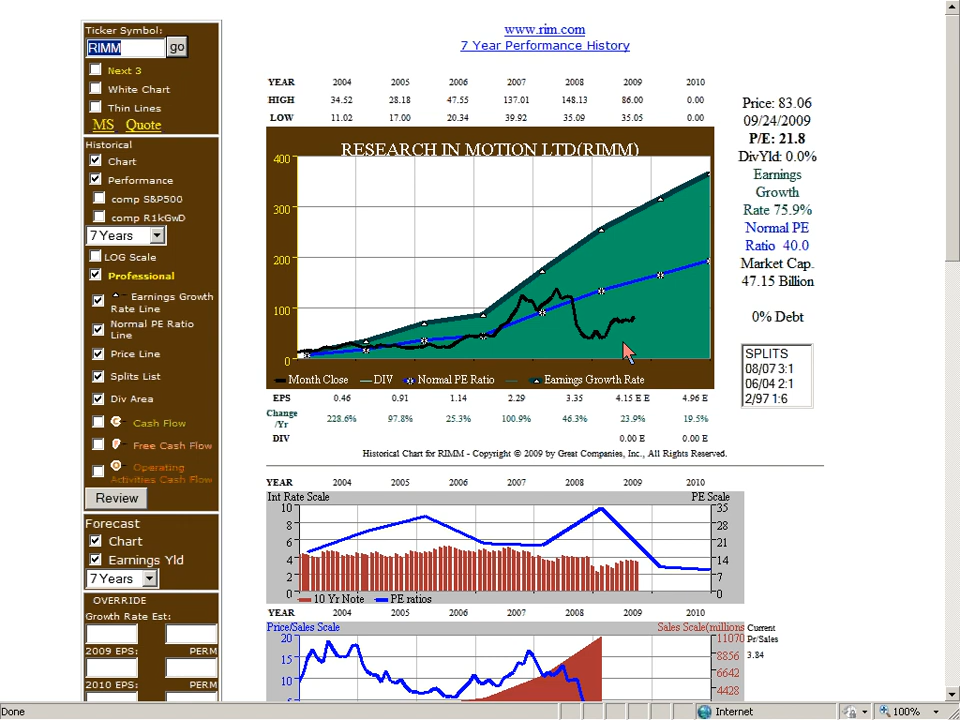 Ticker Symbol:
RIMM go
Next 3
White Chart
Thin Lines
MS Quote
Historical
Chart
Performance
comp S&P500
comp R1kGwD
7 Years
LOG Scale
Professional
Earnings Growth
Rate Line
Normal PE Ratio
Line
Price Line
Splits List
Div Area
Cash Flow
Free Cash Flow
Operating
Activities Cash Flow
Review
Forecast
Chart
Earnings Yld
7 Years
OVERRIDE
Growth Rate Est:
2009 EPS: PERM
2010 EPS: PERM
www.rim.com
7 Year Performance History
YEAR 2004 2005 2006 2007 2008 2009 2010
HIGH 34.52 28.18 47.55 137.01 148.13 86.00 0.00
LOW 11.02 17.00 20.34 39.92 35.09 35.05 0.00
RESEARCH IN MOTION LTD(RIMM)
400
300
200
100
0
Month Close DIV Normal PE Ratio Earnings Growth Rate
EPS 0.46 0.91 1.14 2.29 3.35 4.15 E E 4.96 E
Change
/Yr 228.6% 97.8% 25.3% 100.9% 46.3% 23.9% 19.5%
DIV 0.00 E 0.00 E
Historical Chart for RIMM - Copyright © 2009 by Great Companies, Inc., All Rights Reserved.
Price: 83.06
09/24/2009
P/E: 21.8
DivYld: 0.0%
Earnings
Growth
Rate 75.9%
Normal PE
Ratio 40.0
Market Cap.
47.15 Billion
0% Debt
SPLITS
08/07 3:1
06/04 2:1
2/97 1:6
YEAR 2004 2005 2006 2007 2008 2009 2010
Int Rate Scale PE Scale
10 35
8 28
6 21
4 14
2 7
0 0
10 Yr Note PE ratios
YEAR 2004 2005 2006 2007 2008 2009 2010
Price/Sales Scale Sales Scale(millions
Current
Pr/Sales
3.84
20 11070
15 8856
10 6642
5 4428
Done Internet 100%